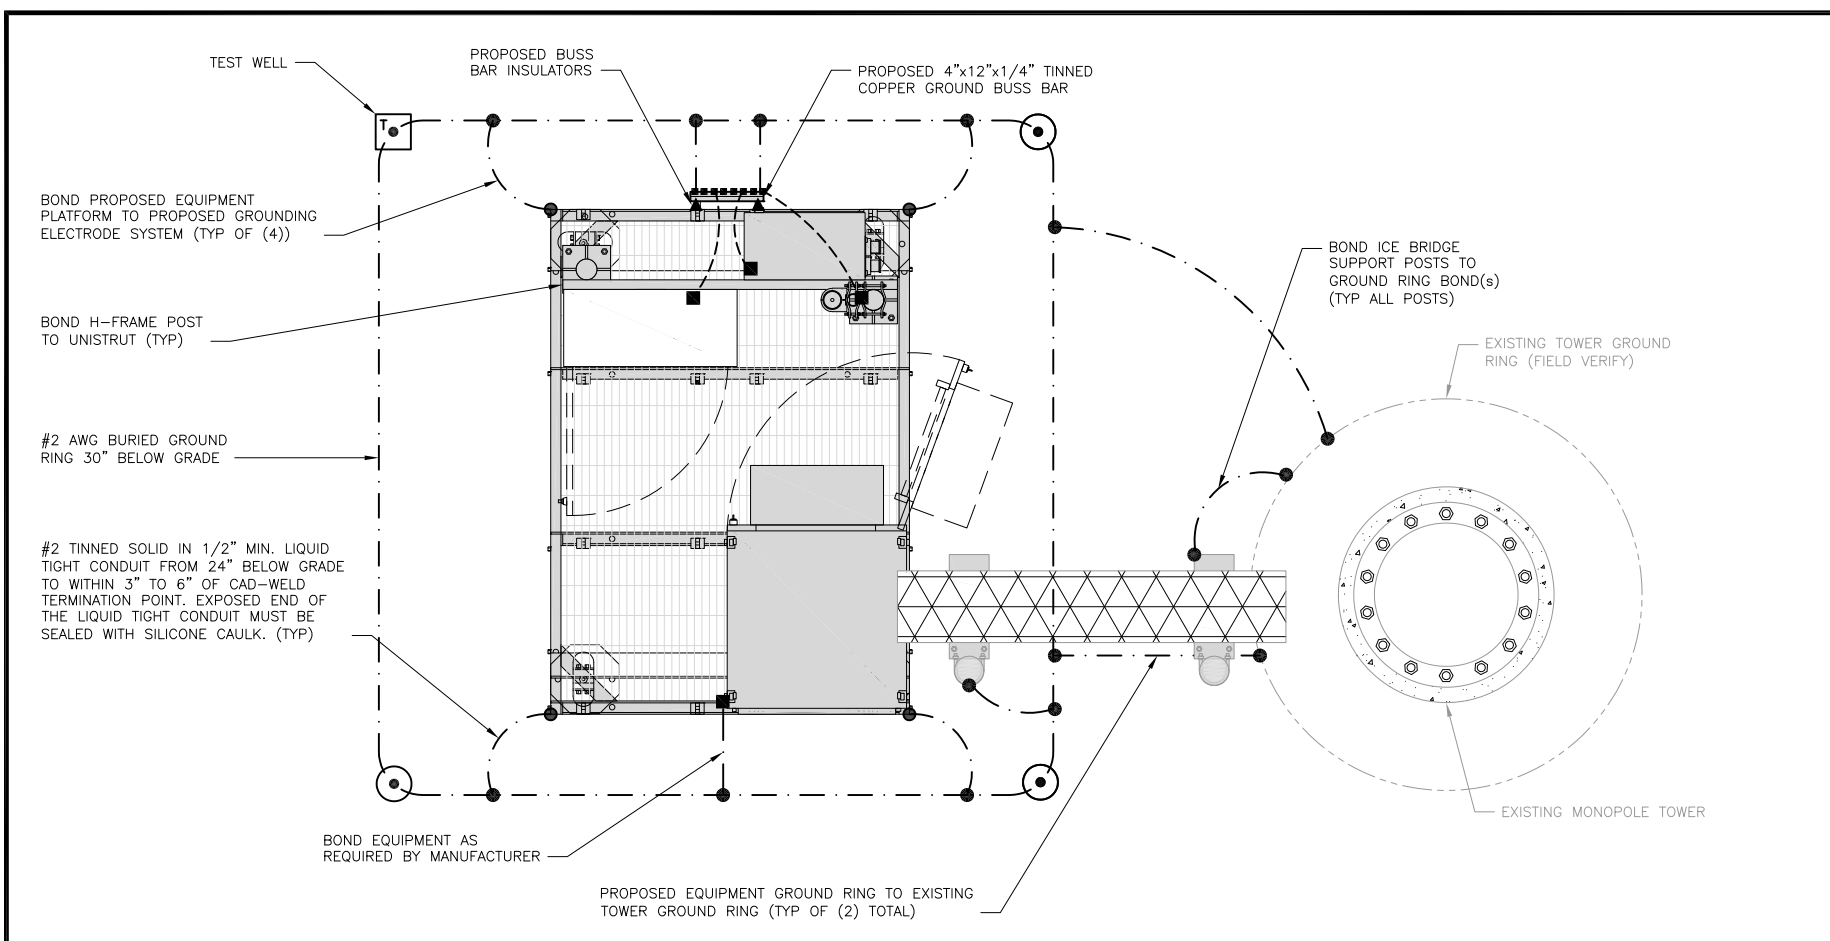 TEST WELL
PROPOSED BUSS
BAR INSULATORS
PROPOSED 4"x12"x1/4" TINNED
COPPER GROUND BUSS BAR
T
BOND PROPOSED EQUIPMENT
PLATFORM TO PROPOSED GROUNDING
ELECTRODE SYSTEM (TYP OF (4))
BOND ICE BRIDGE
SUPPORT POSTS TO
GROUND RING BOND(s)
(TYP ALL POSTS)
BOND H-FRAME POST
TO UNISTRUT (TYP)
EXISTING TOWER GROUND
RING (FIELD VERIFY)
#2 AWG BURIED GROUND
RING 30" BELOW GRADE
#2 TINNED SOLID IN 1/2" MIN. LIQUID
TIGHT CONDUIT FROM 24" BELOW GRADE
TO WITHIN 3" TO 6" OF CAD-WELD
TERMINATION POINT. EXPOSED END OF
THE LIQUID TIGHT CONDUIT MUST BE
SEALED WITH SILICONE CAULK. (TYP)
EXISTING MONOPOLE TOWER
BOND EQUIPMENT AS
REQUIRED BY MANUFACTURER
PROPOSED EQUIPMENT GROUND RING TO EXISTING
TOWER GROUND RING (TYP OF (2) TOTAL)